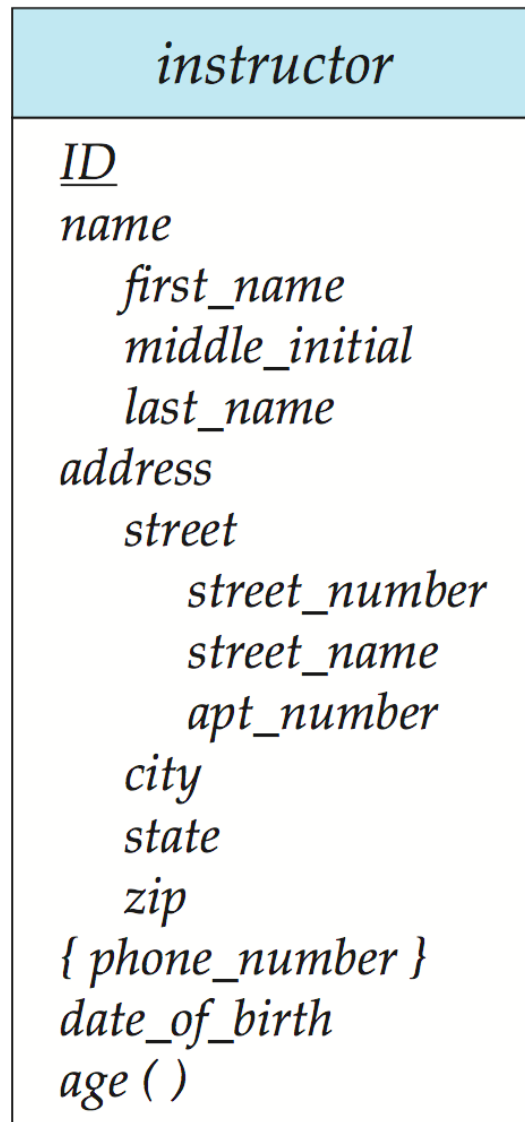 instructor
ID
name
first_name
middle_initial
last_name
address
street
street_number
street_name
apt_number
city
state
zip
{ phone_number }
date_of_birth
age ( )